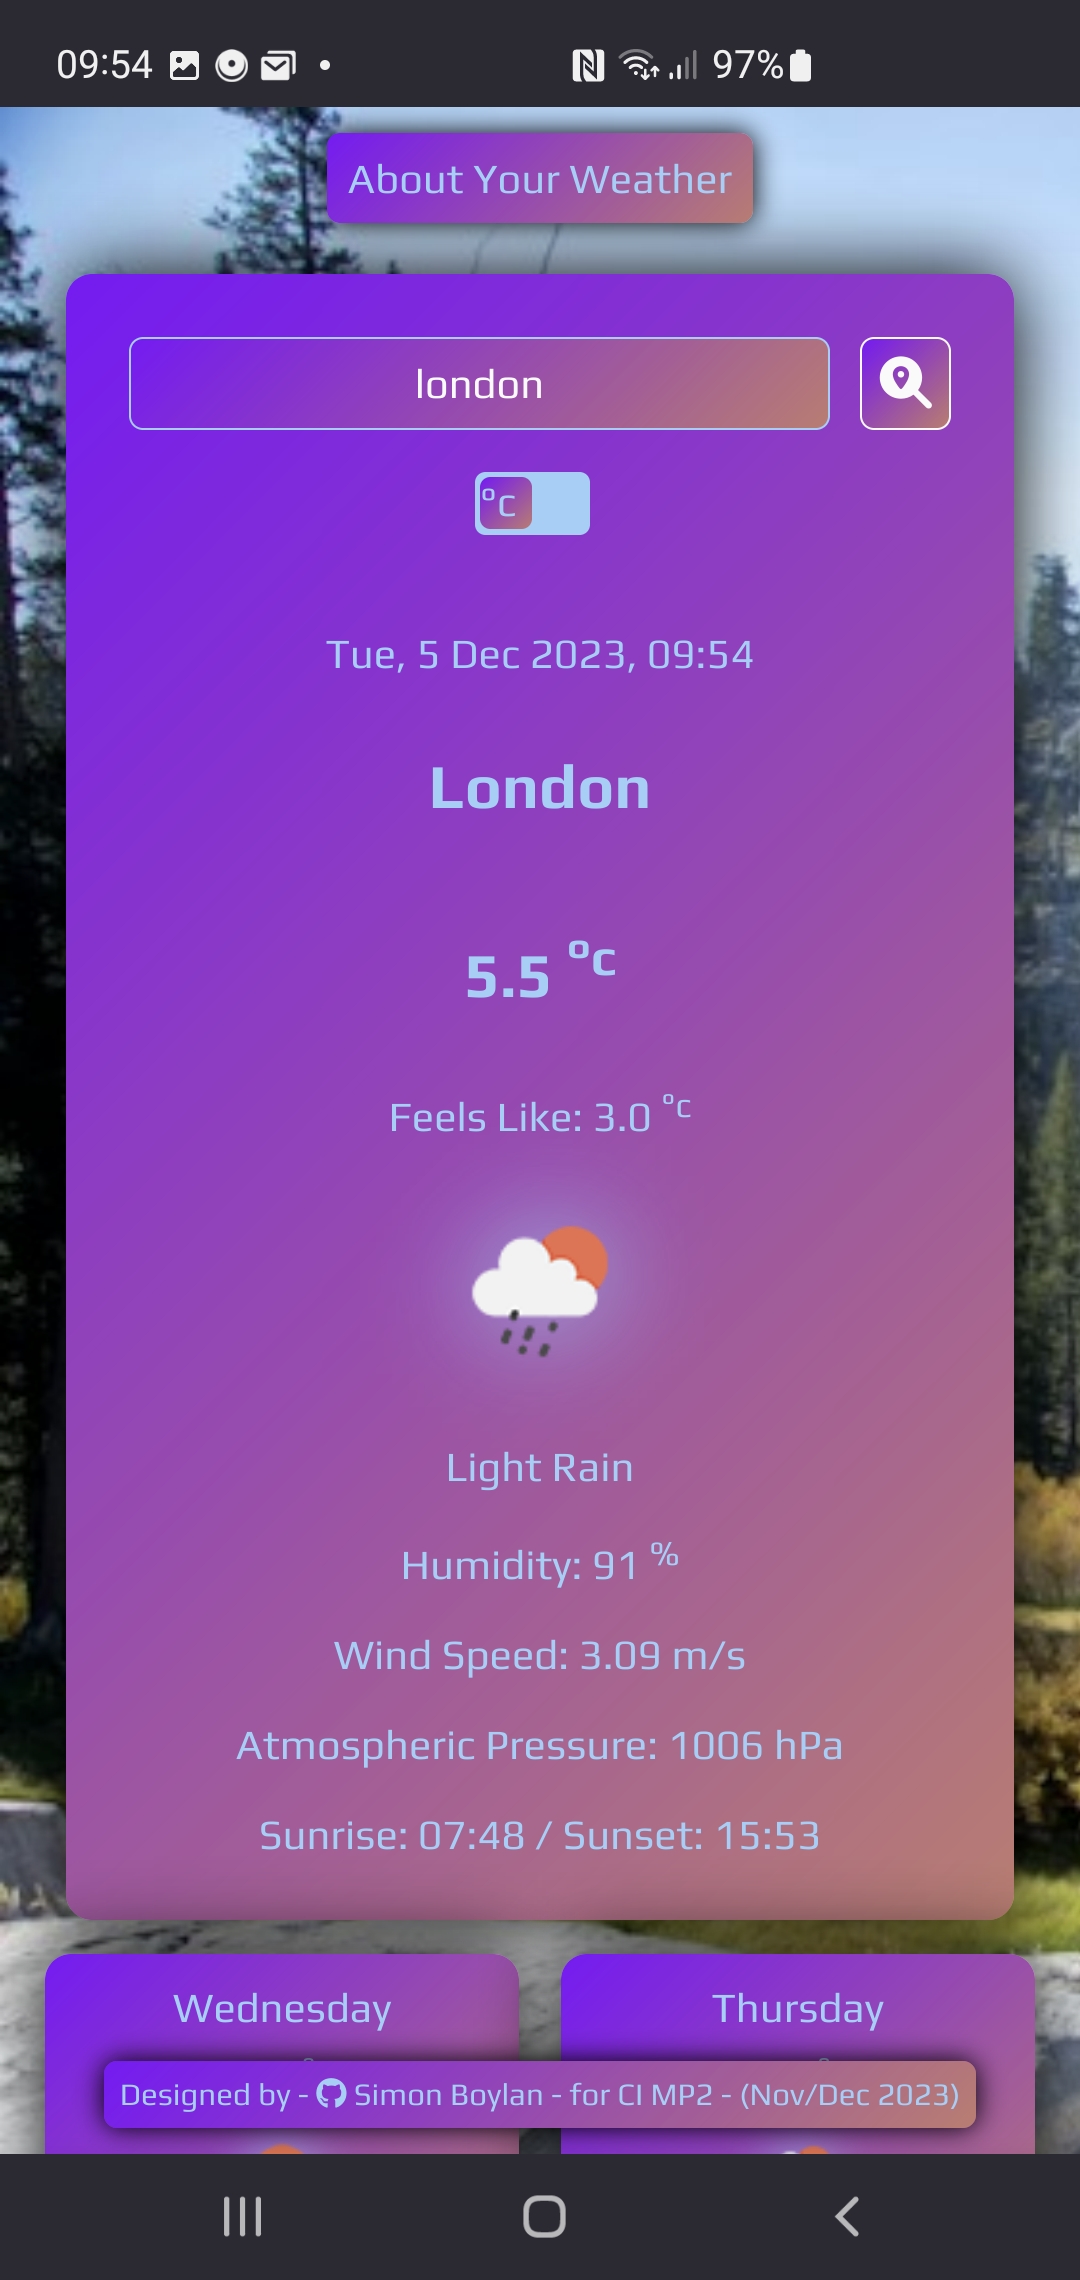 09:54 97%
About Your Weather
london
°C
Tue, 5 Dec 2023, 09:54
London
5.5 °C
Feels Like: 3.0 °C
Light Rain
Humidity: 91 %
Wind Speed: 3.09 m/s
Atmospheric Pressure: 1006 hPa
Sunrise: 07:48 / Sunset: 15:53
Wednesday Thursday
Designed by - Simon Boylan - for CI MP2 - (Nov/Dec 2023)